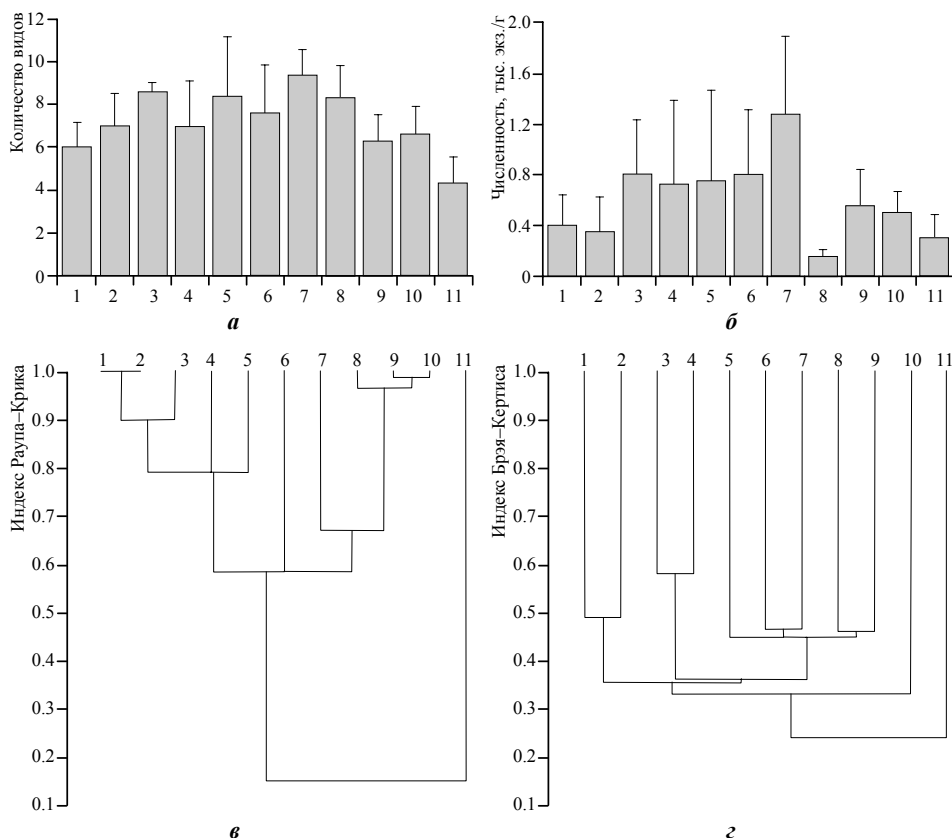 Количество видов
12
10
8
6
4
2
0
1 2 3 4 5 6 7 8 9 10 11
а
Численность, тыс. экз./г
2.0
1.6
1.2
0.8
0.4
0
1 2 3 4 5 6 7 8 9 10 11
б
Индекс Раупа–Крика
1 2 3 4 5 6 7 8 9 10 11
1.0
0.9
0.8
0.7
0.6
0.5
0.4
0.3
0.2
0.1
в
Индекс Брэя–Кертиса
1 2 3 4 5 6 7 8 9 10 11
1.0
0.9
0.8
0.7
0.6
0.5
0.4
0.3
0.2
0.1
г